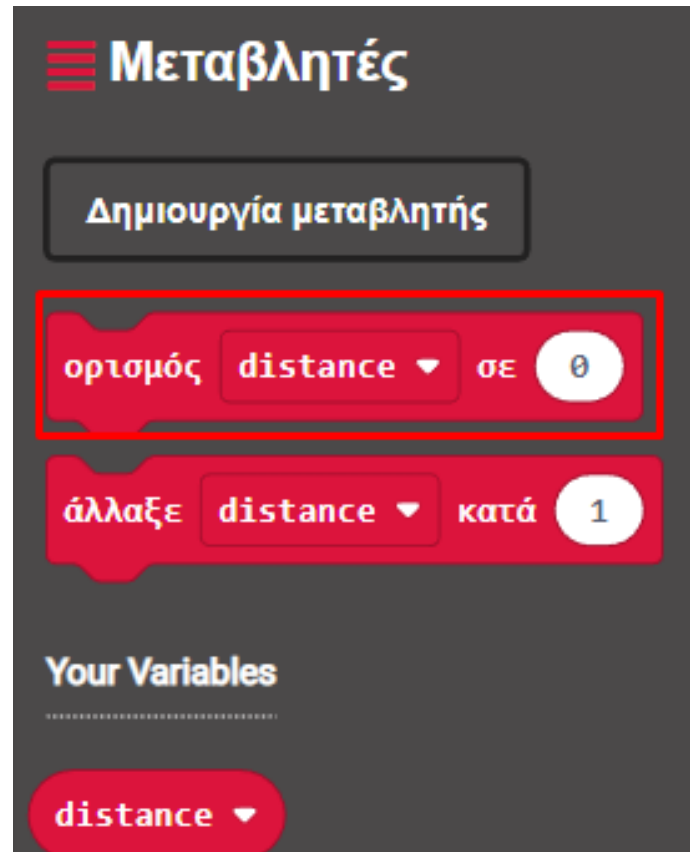 Μεταβλητές
Δημιουργία μεταβλητής
ορισμός distance σε 0
άλλαξε distance κατά 1
Your Variables
distance